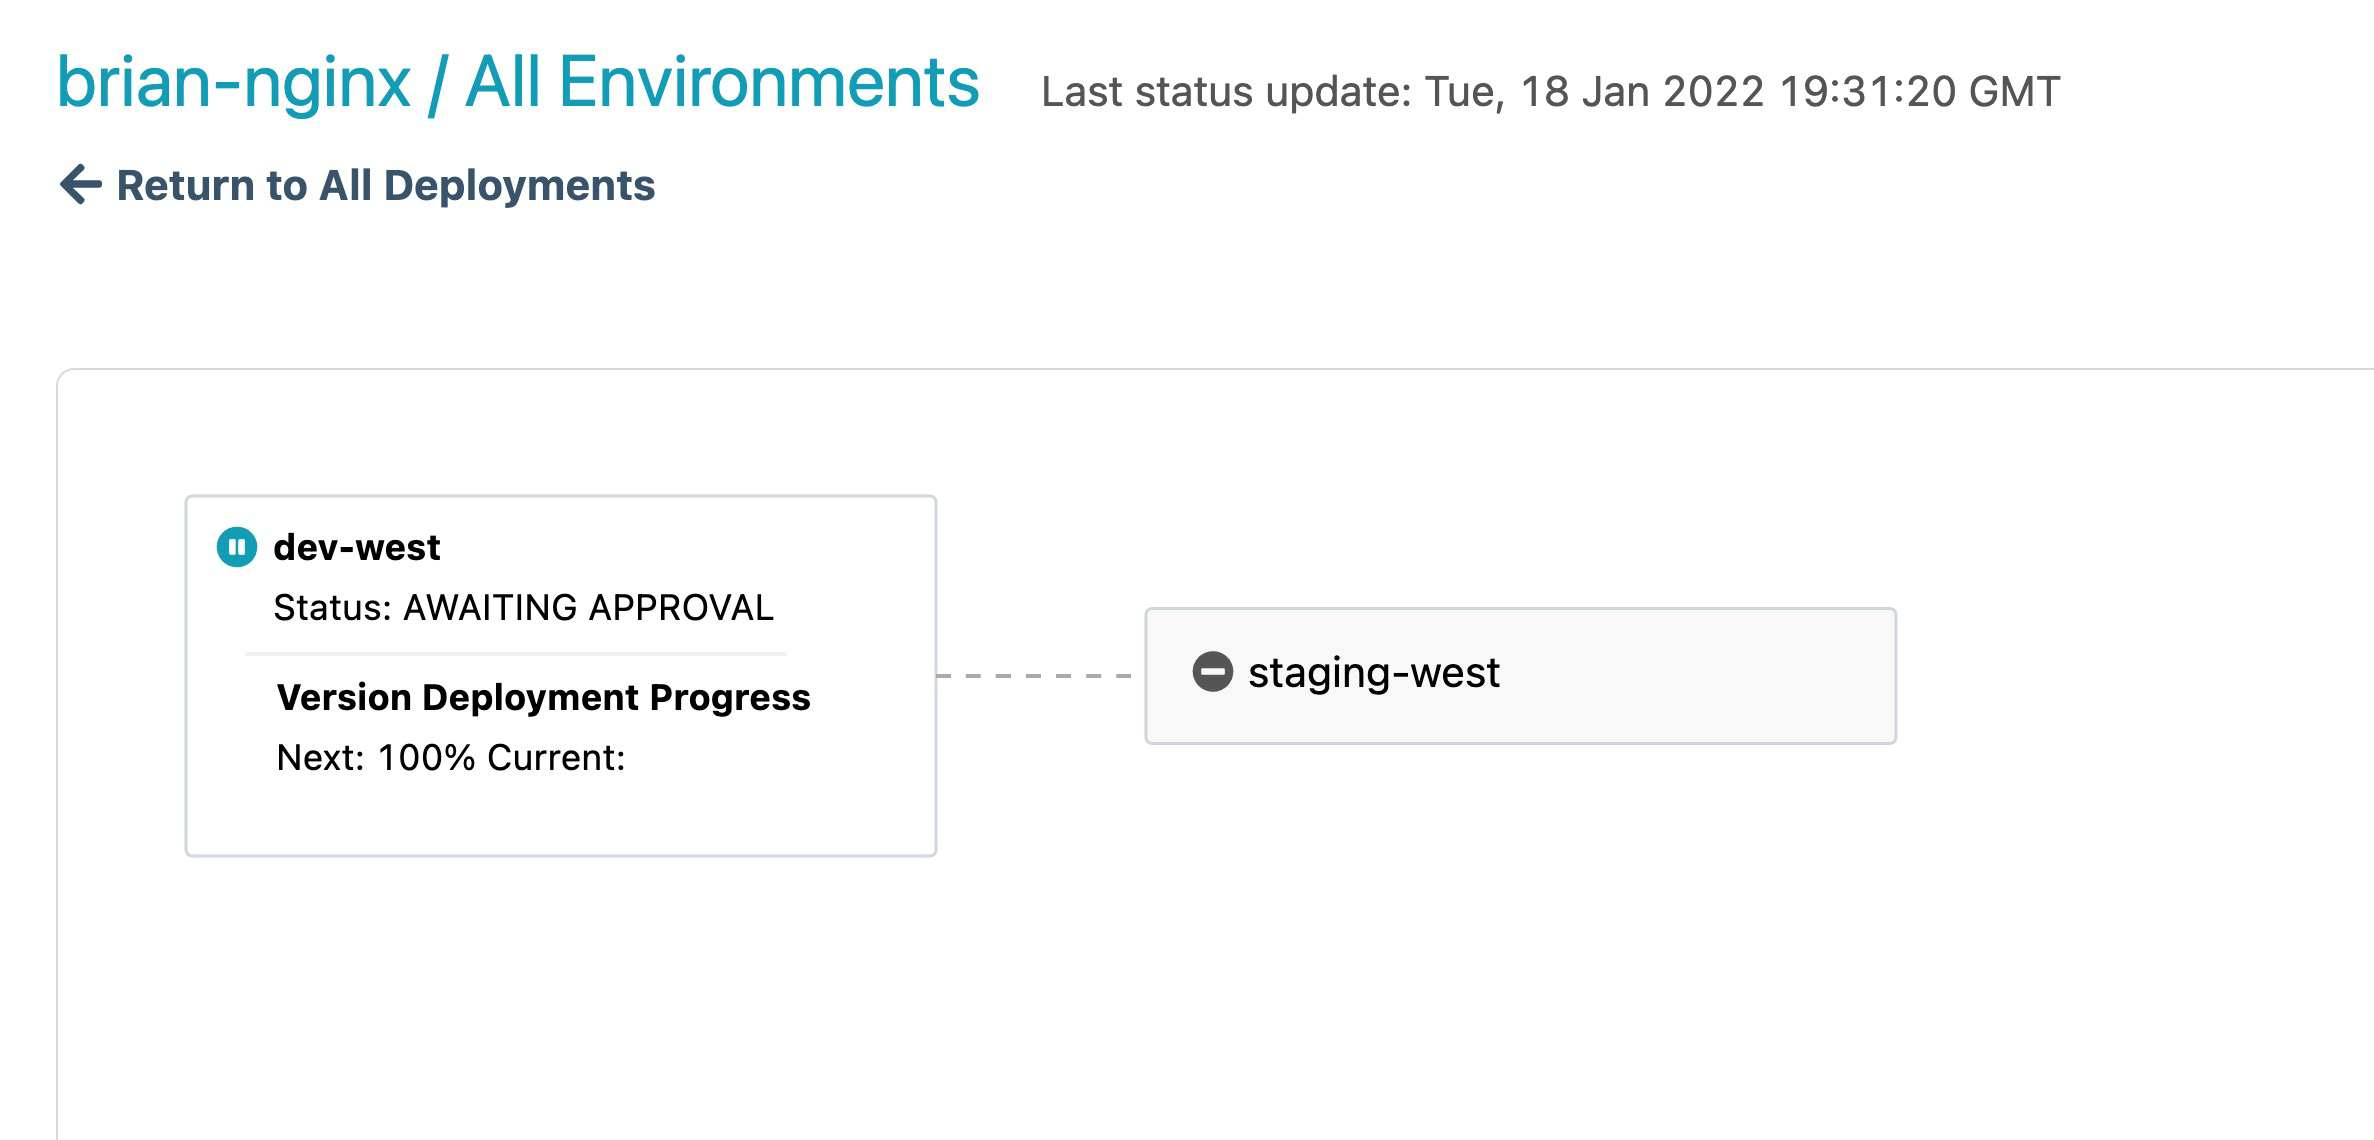 brian-nginx / All Environments Last status update: Tue, 18 Jan 2022 19:31:20 GMT
Return to All Deployments
dev-west
Status: AWAITING APPROVAL
Version Deployment Progress
Next: 100% Current:
staging-west